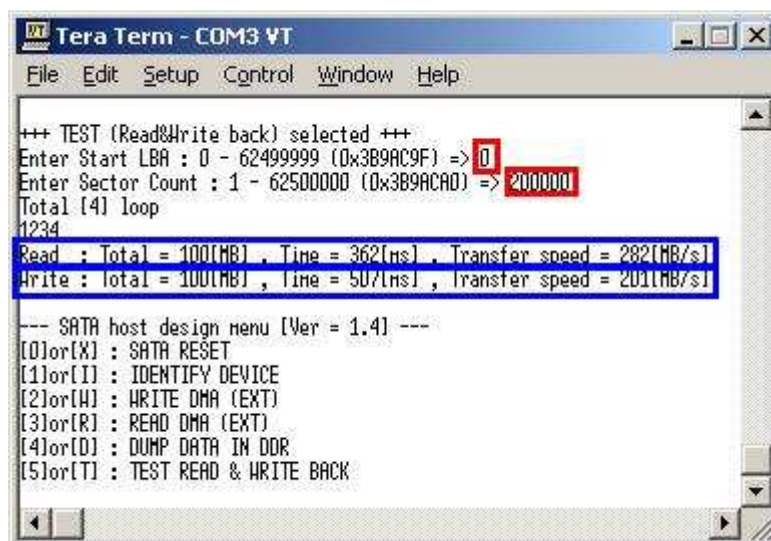 VT Tera Term - COM3 VT
File Edit Setup Control Window Help
+++ TEST (Read&Write back) selected +++
Enter Start LBA : 0 - 62499999 (0x3B9AC9F) => 0
Enter Sector Count : 1 - 62500000 (0x3B9ACA0) => 200000
Total [4] loop
1234
Read : Total = 100[MB] , Time = 362[ms] , Transfer speed = 282[MB/s]
Write : Total = 100[MB] , Time = 507[ms] , Transfer speed = 201[MB/s]
--- SATA host design menu [Ver = 1.4] ---
[0]or[X] : SATA RESET
[1]or[I] : IDENTIFY DEVICE
[2]or[W] : WRITE DMA (EXT)
[3]or[R] : READ DMA (EXT)
[4]or[D] : DUMP DATA IN DDR
[5]or[T] : TEST READ & WRITE BACK